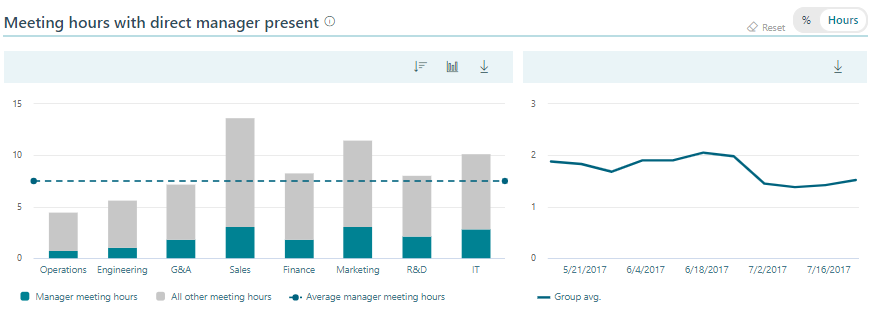 Meeting hours with direct manager present
Reset
% Hours
15
10
5
0
Operations Engineering G&A Sales Finance Marketing R&D IT
Manager meeting hours All other meeting hours Average manager meeting hours
3
2
1
0
5/21/2017 6/4/2017 6/18/2017 7/2/2017 7/16/2017
Group avg.